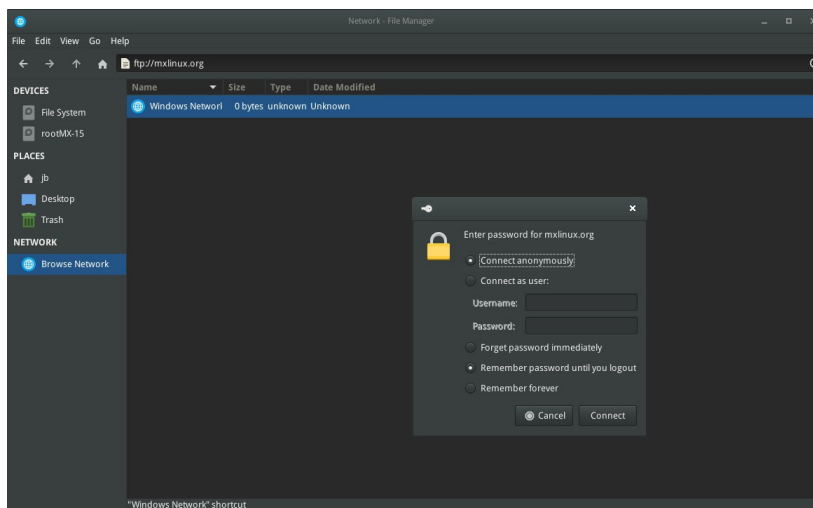 Network - File Manager
File Edit View Go Help
ftp://mxlinux.org
DEVICES
File System
rootMX-15
PLACES
jb
Desktop
Trash
NETWORK
Browse Network
Name Size Type Date Modified
Windows Networl 0 bytes unknown Unknown
Enter password for mxlinux.org
Connect anonymously
Connect as user:
Username:
Password:
Forget password immediately
Remember password until you logout
Remember forever
Cancel Connect
"Windows Network" shortcut